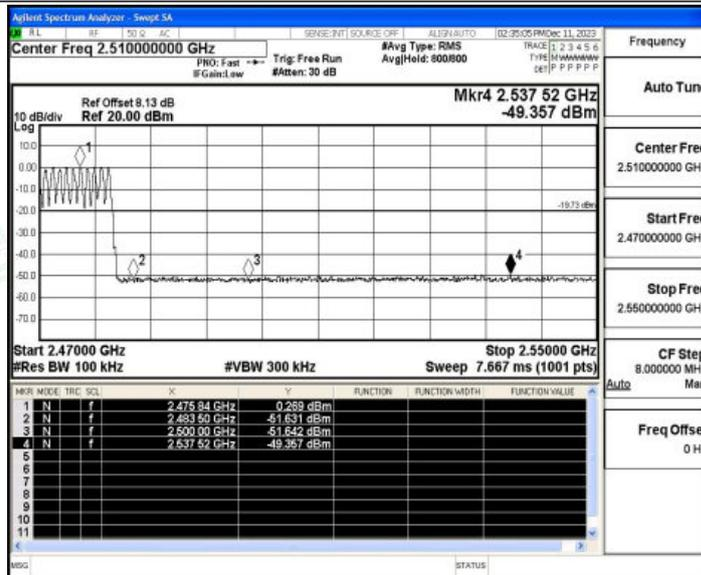 Agilent Spectrum Analyzer - Swept SA
RL RF 50 Ω AC SENSE:INT SOURCE OFF ALIGN AUTO 02:35:05 PM Dec 11, 2023
Center Freq 2.510000000 GHz
PNO: Fast
IFGain:Low
Trig: Free Run
#Atten: 30 dB
#Avg Type: RMS
Avg|Hold: 800/800
TRACE 1 2 3 4 5 6
TYPE M WWWWW
DET P P P P P P
Ref Offset 8.13 dB
10 dB/div Ref 20.00 dBm
Log
Mkr4 2.537 52 GHz
-49.357 dBm
10.0
0.00
-10.0
-20.0
-30.0
-40.0
-50.0
-60.0
-70.0
1
2
3
4
-19.73 dBm
Start 2.47000 GHz Stop 2.55000 GHz
#Res BW 100 kHz #VBW 300 kHz Sweep 7.667 ms (1001 pts)
MKR MODE TRC SCL X Y FUNCTION FUNCTION WIDTH FUNCTION VALUE
1 N f 2.475 84 GHz 0.269 dBm
2 N f 2.483 50 GHz -51.631 dBm
3 N f 2.500 00 GHz -51.642 dBm
4 N f 2.537 52 GHz -49.357 dBm
5
6
7
8
9
10
11
MSG STATUS
Frequency
Auto Tun
Center Fre
2.510000000 GH
Start Fre
2.470000000 GH
Stop Fre
2.550000000 GH
CF Step
8.000000 MH
Auto Ma
Freq Offse
0 H